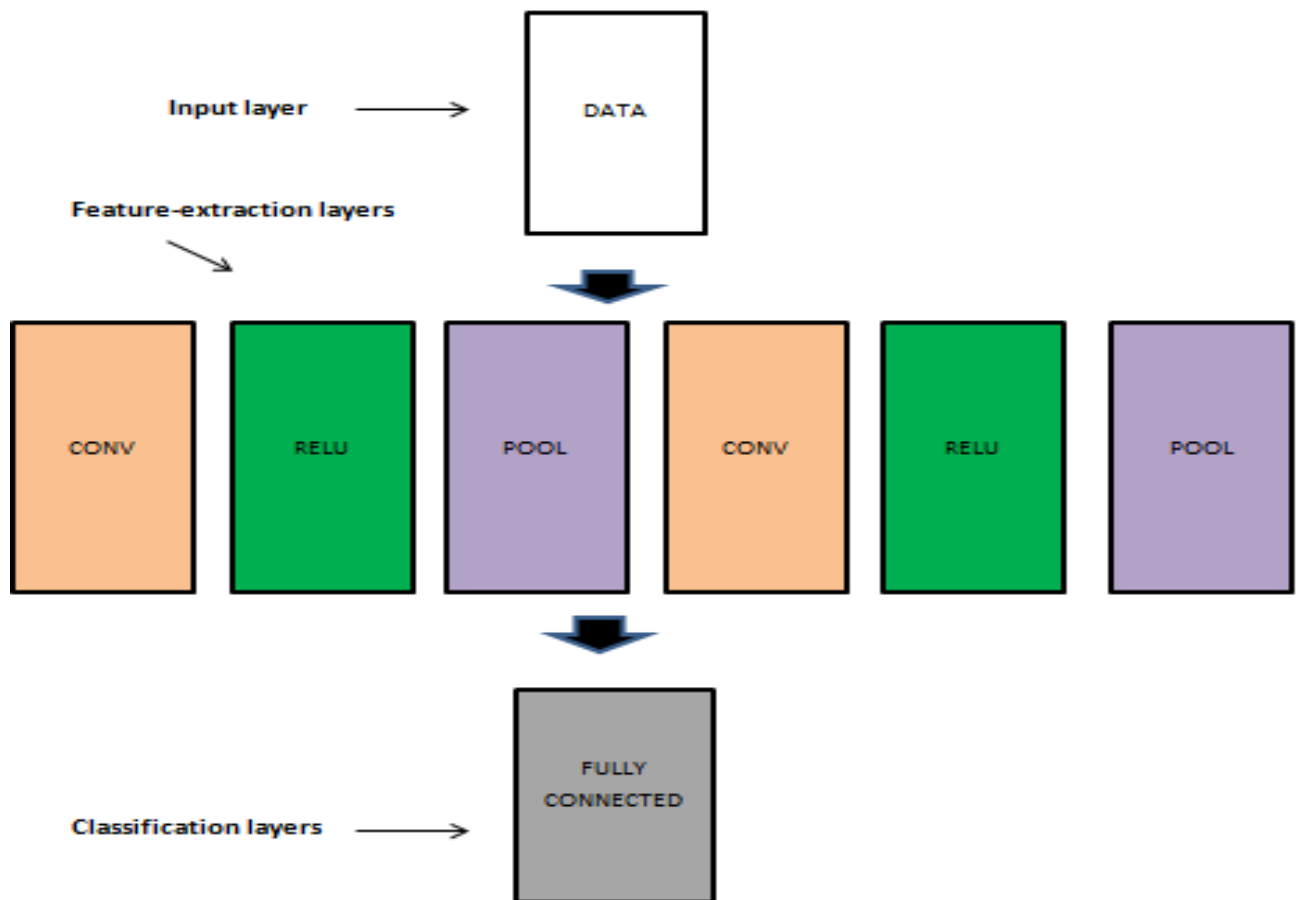 Input layer
DATA
Feature-extraction layers
CONV
RELU
POOL
CONV
RELU
POOL
FULLY
CONNECTED
Classification layers